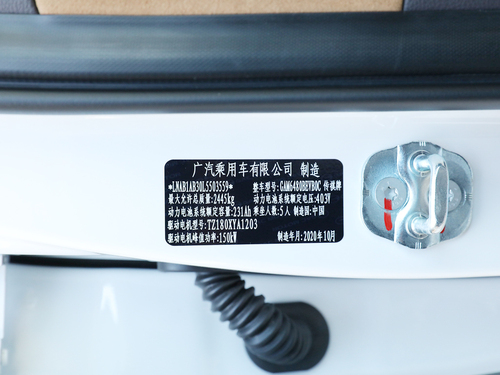 广汽乘用车有限公司 制造
*LNAB1AB30L5503559* 整车型号:GAM6480BEVB0C 传祺牌
最大允许总质量:2445kg 动力电池系统额定电压:403V
动力电池系统额定容量:231Ah 乘坐人数:5人 制造国:中国
驱动电机型号:TZ180XYA1203
驱动电机峰值功率:150kW 制造年月:2020年10月